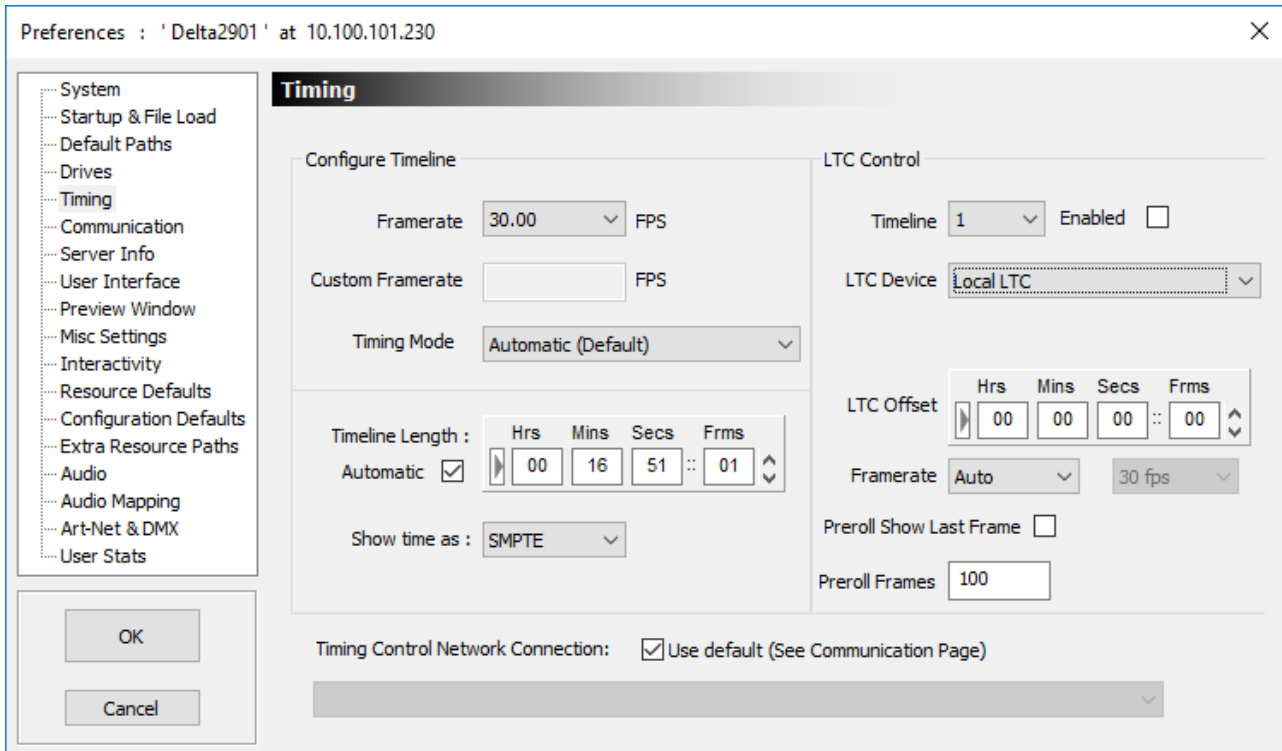 Preferences : 'Delta2901' at 10.100.101.230
System
Startup & File Load
Default Paths
Drives
Timing
Communication
Server Info
User Interface
Preview Window
Misc Settings
Interactivity
Resource Defaults
Configuration Defaults
Extra Resource Paths
Audio
Audio Mapping
Art-Net & DMX
User Stats
OK
Cancel
Timing
Configure Timeline
Framerate 30.00 FPS
Custom Framerate FPS
Timing Mode Automatic (Default)
Timeline Length :
Automatic
Hrs Mins Secs Frms
00 16 51 :: 01
Show time as : SMPTE
LTC Control
Timeline 1 Enabled
LTC Device Local LTC
LTC Offset
Hrs Mins Secs Frms
00 00 00 :: 00
Framerate Auto 30 fps
Preroll Show Last Frame
Preroll Frames 100
Timing Control Network Connection: Use default (See Communication Page)